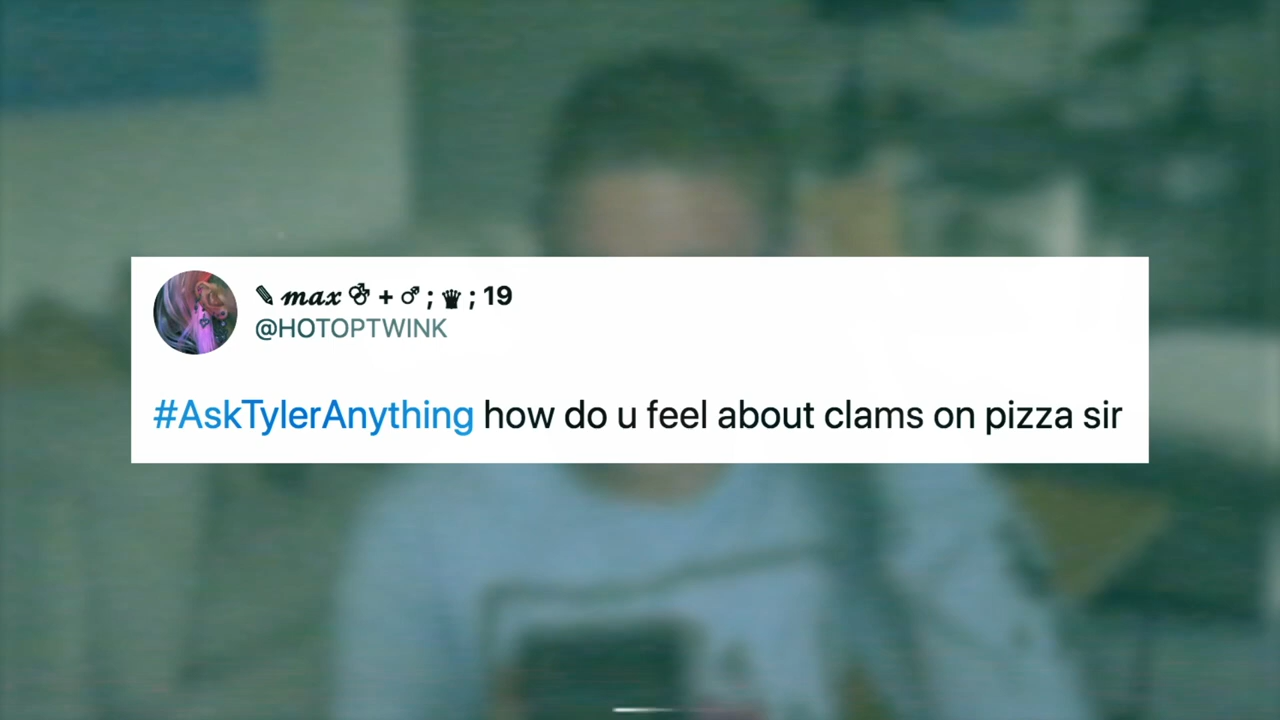 ✎ 𝓶𝓪𝔁 ⚣ + ♂ ; ♛ ; 19
@HOTOPTWINK
#AskTylerAnything how do u feel about clams on pizza sir